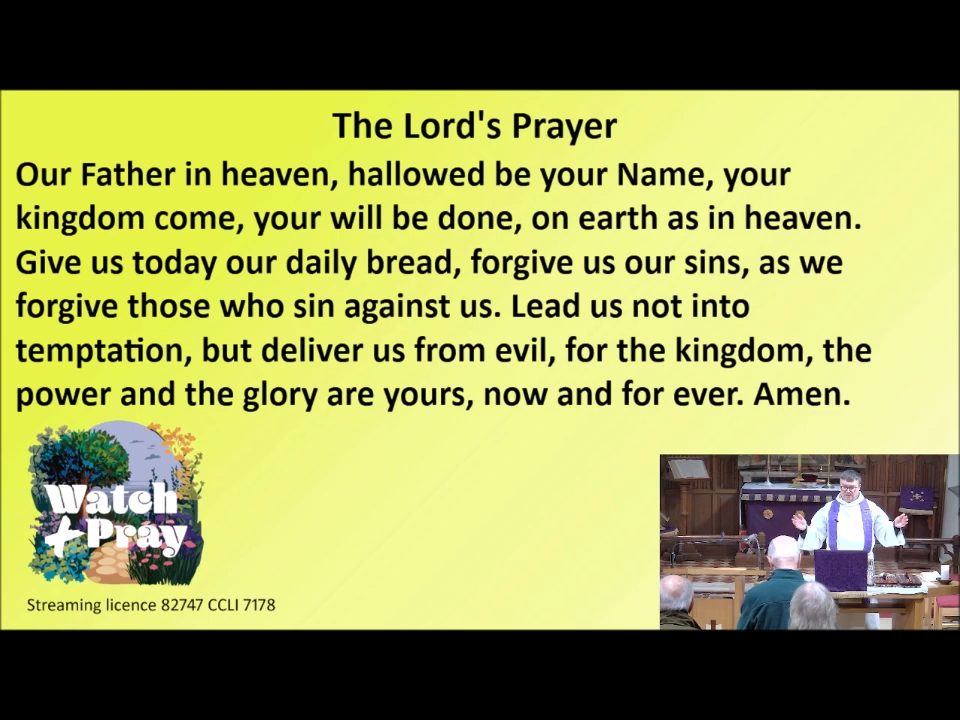 The Lord's Prayer
Our Father in heaven, hallowed be your Name, your
kingdom come, your will be done, on earth as in heaven.
Give us today our daily bread, forgive us our sins, as we
forgive those who sin against us. Lead us not into
temptation, but deliver us from evil, for the kingdom, the
power and the glory are yours, now and for ever. Amen.
Watch
+Pray
Streaming licence 82747 CCLI 7178